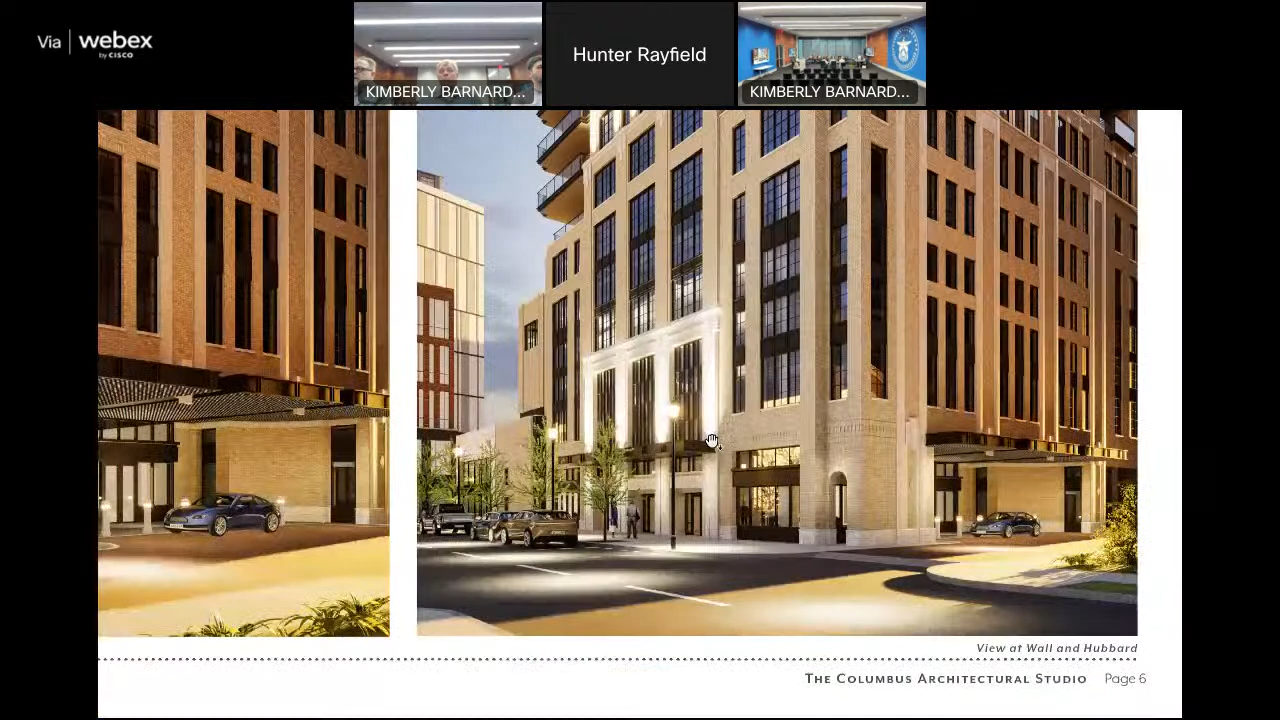 Via webex
by CISCO
KIMBERLY BARNARD...
Hunter Rayfield
KIMBERLY BARNARD...
View at Wall and Hubbard
THE COLUMBUS ARCHITECTURAL STUDIO Page 6